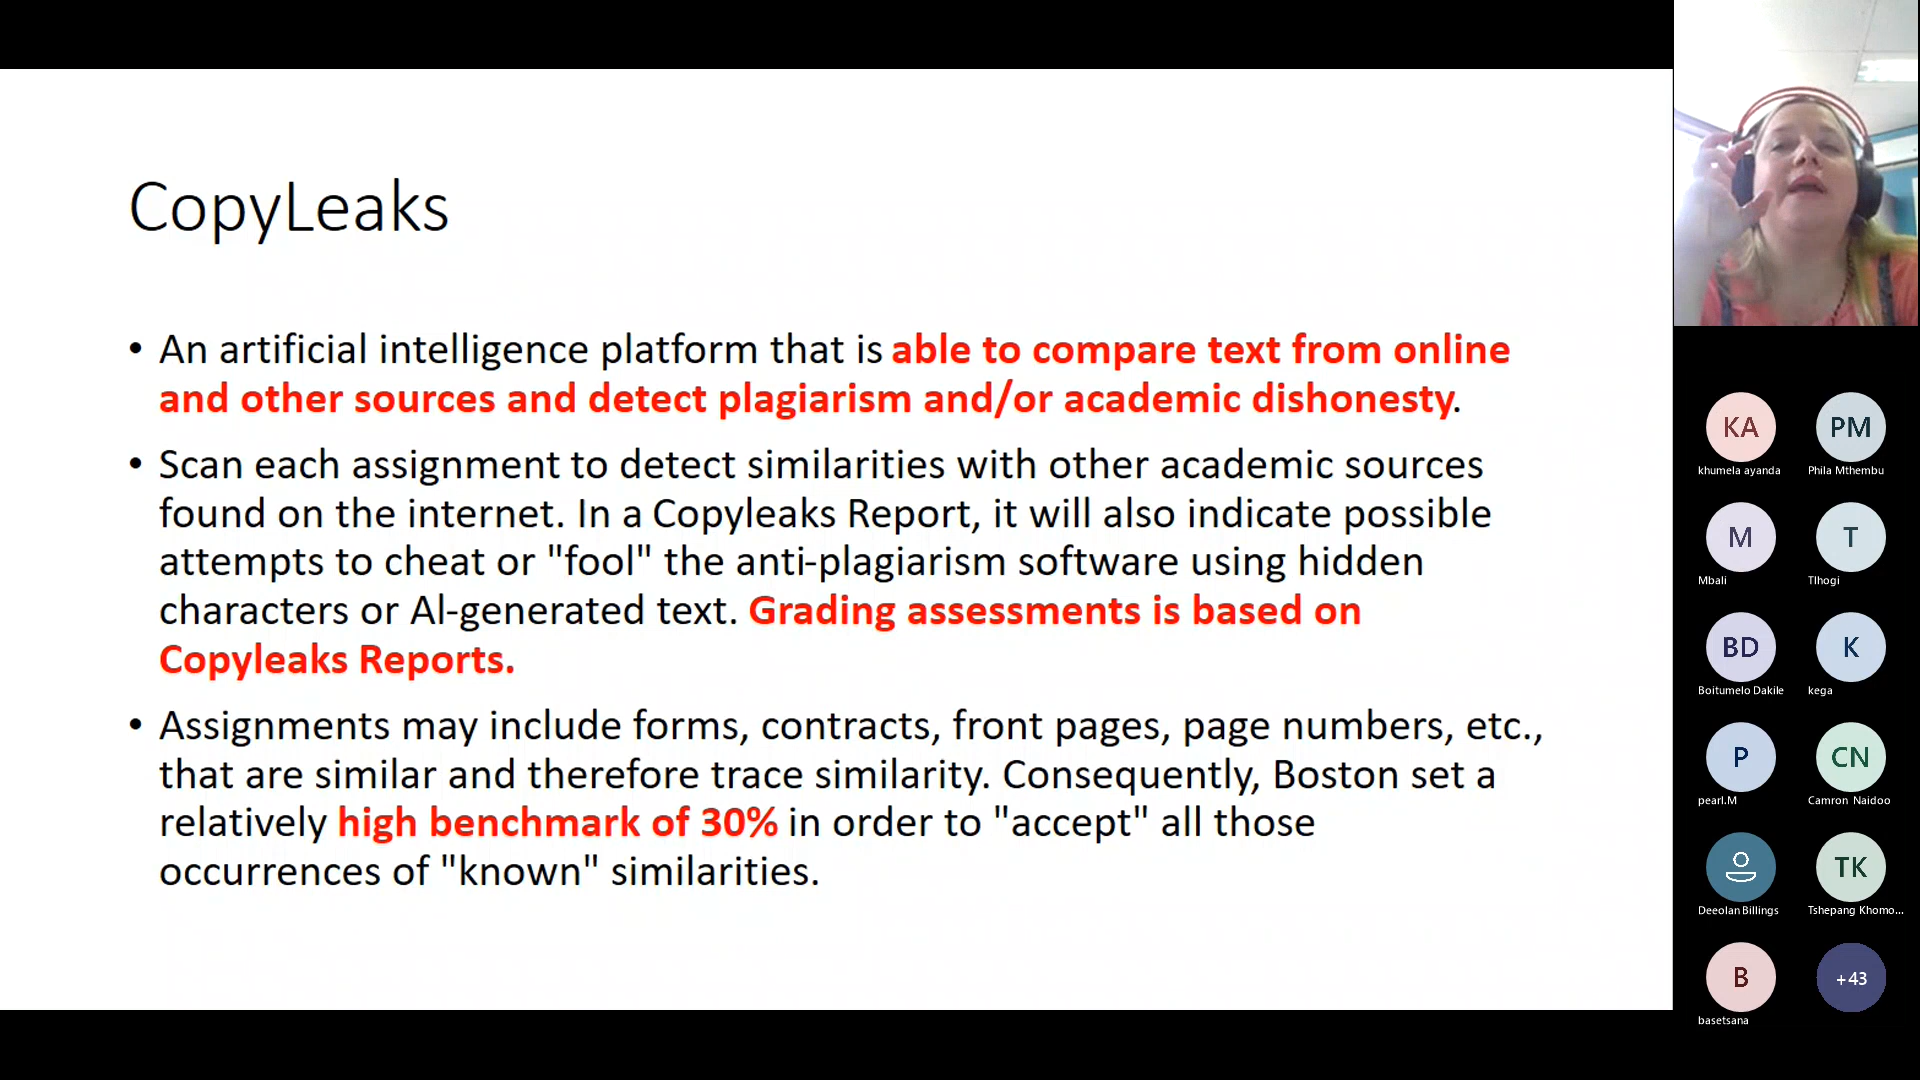 CopyLeaks
• An artificial intelligence platform that is able to compare text from online
and other sources and detect plagiarism and/or academic dishonesty.
• Scan each assignment to detect similarities with other academic sources
found on the internet. In a Copyleaks Report, it will also indicate possible
attempts to cheat or "fool" the anti-plagiarism software using hidden
characters or Al-generated text. Grading assessments is based on
Copyleaks Reports.
• Assignments may include forms, contracts, front pages, page numbers, etc.,
that are similar and therefore trace similarity. Consequently, Boston set a
relatively high benchmark of 30% in order to "accept" all those
occurrences of "known" similarities.
KA
khumela ayanda
PM
Phila Mthembu
M
Mbali
T
Tlhogi
BD
Boitumelo Dakile
K
kega
P
pearl.M
CN
Camron Naidoo
Deeolan Billings
TK
Tshepang Khomo...
B
basetsana
+43